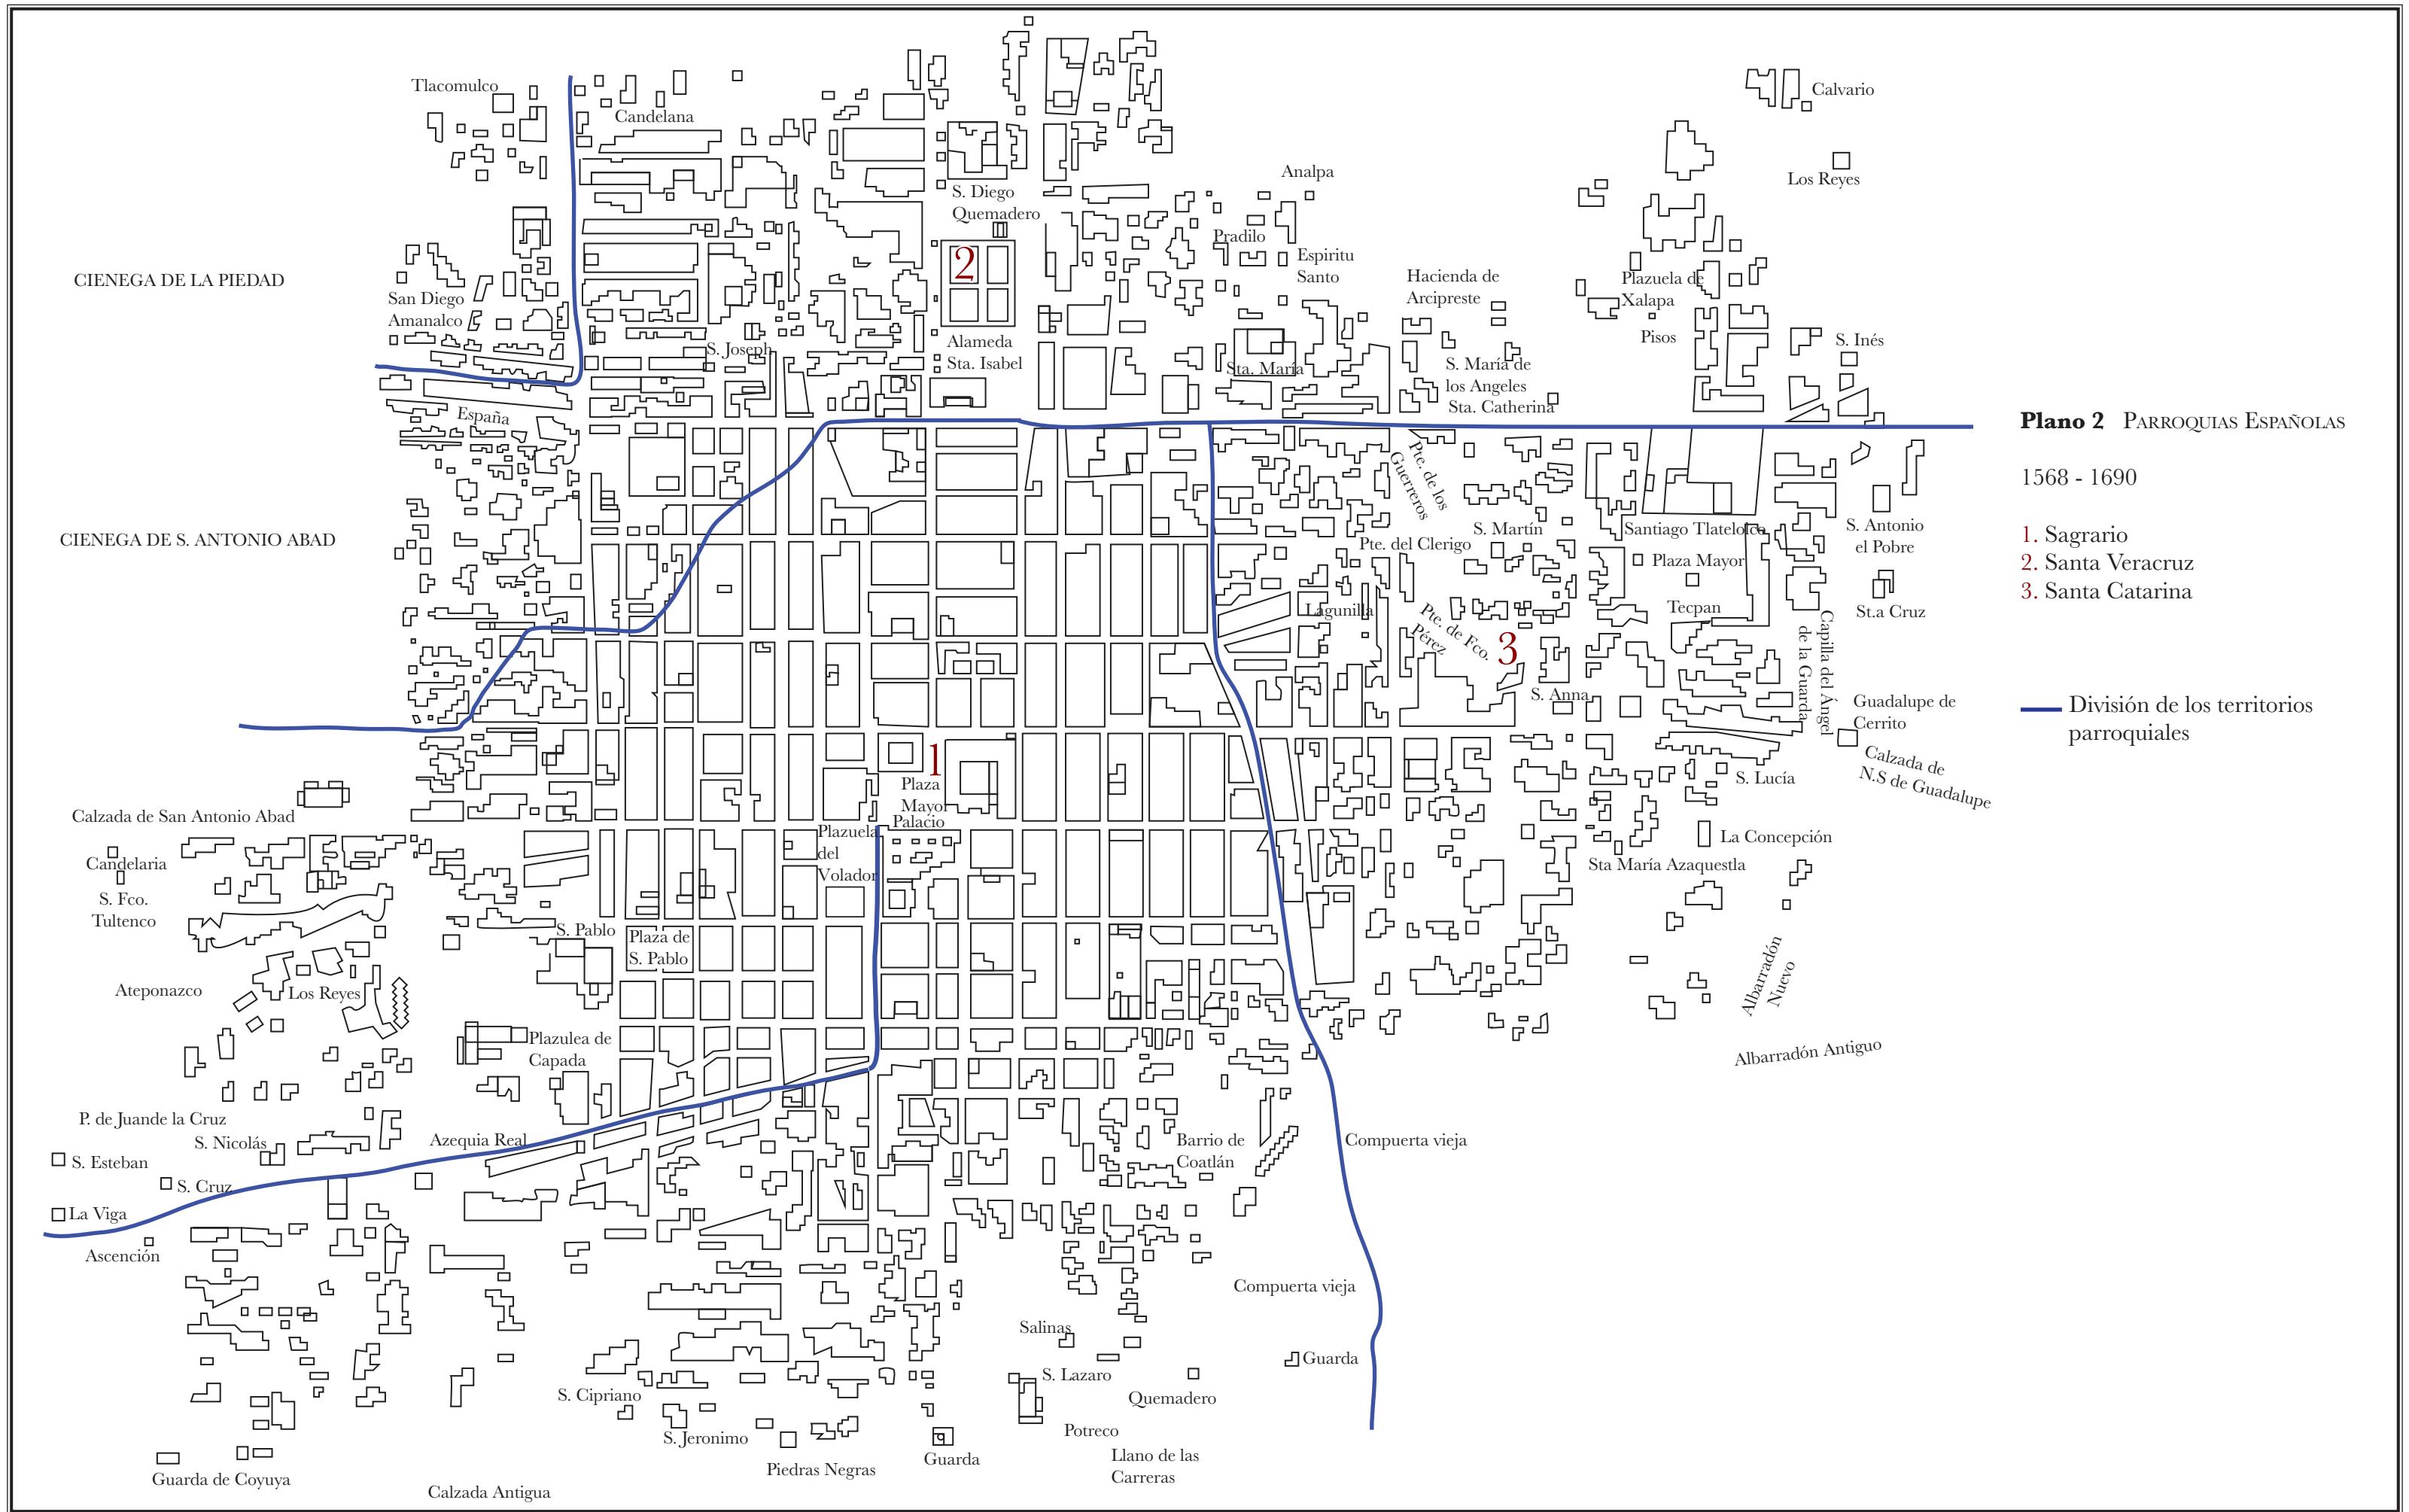 Tlacomulco
Candelana
Calvario
Los Reyes
Analpa
S. Diego
Quemadero
Pradilo
Espiritu
Santo
CIENEGA DE LA PIEDAD
San Diego
Amanalco
2
Hacienda de
Arcipreste
Plazuela de
Xalapa
Pisos
S. Inés
S. Joseph
Alameda
Sta. Isabel
Sta. María
S. María de
los Angeles
Sta. Catherina
España
Plano 2 PARROQUIAS ESPAÑOLAS
1568 - 1690
1. Sagrario
2. Santa Veracruz
3. Santa Catarina
División de los territorios
parroquiales
CIENEGA DE S. ANTONIO ABAD
Pte. de los
Guerreros
S. Martín
Santiago Tlatelolco
S. Antonio
el Pobre
Pte. del Clerigo
Plaza Mayor
Tecpan
St.a Cruz
Lagunilla
Pte. de Fco.
Pérez
3
S. Anna
Capilla del Ángel
de la Guarda
Guadalupe de
Cerrito
Calzada de
N.S de Guadalupe
S. Lucía
1
Plaza
Mayor
Palacio
Calzada de San Antonio Abad
Candelaria
S. Fco.
Tultenco
Plazuela
del
Volador
La Concepción
Sta María Azaquestla
S. Pablo
Plaza de
S. Pablo
Ateponazco
Los Reyes
Albarradón
Nuevo
Plazulea de
Capada
Albarradón Antiguo
P. de Juande la Cruz
S. Nicolás
Azequia Real
S. Esteban
S. Cruz
La Viga
Ascención
Barrio de
Coatlán
Compuerta vieja
Compuerta vieja
Salinas
Guarda
S. Lazaro
Quemadero
S. Cipriano
S. Jeronimo
Potreco
Guarda
Llano de las
Carreras
Piedras Negras
Guarda de Coyuya
Calzada Antigua